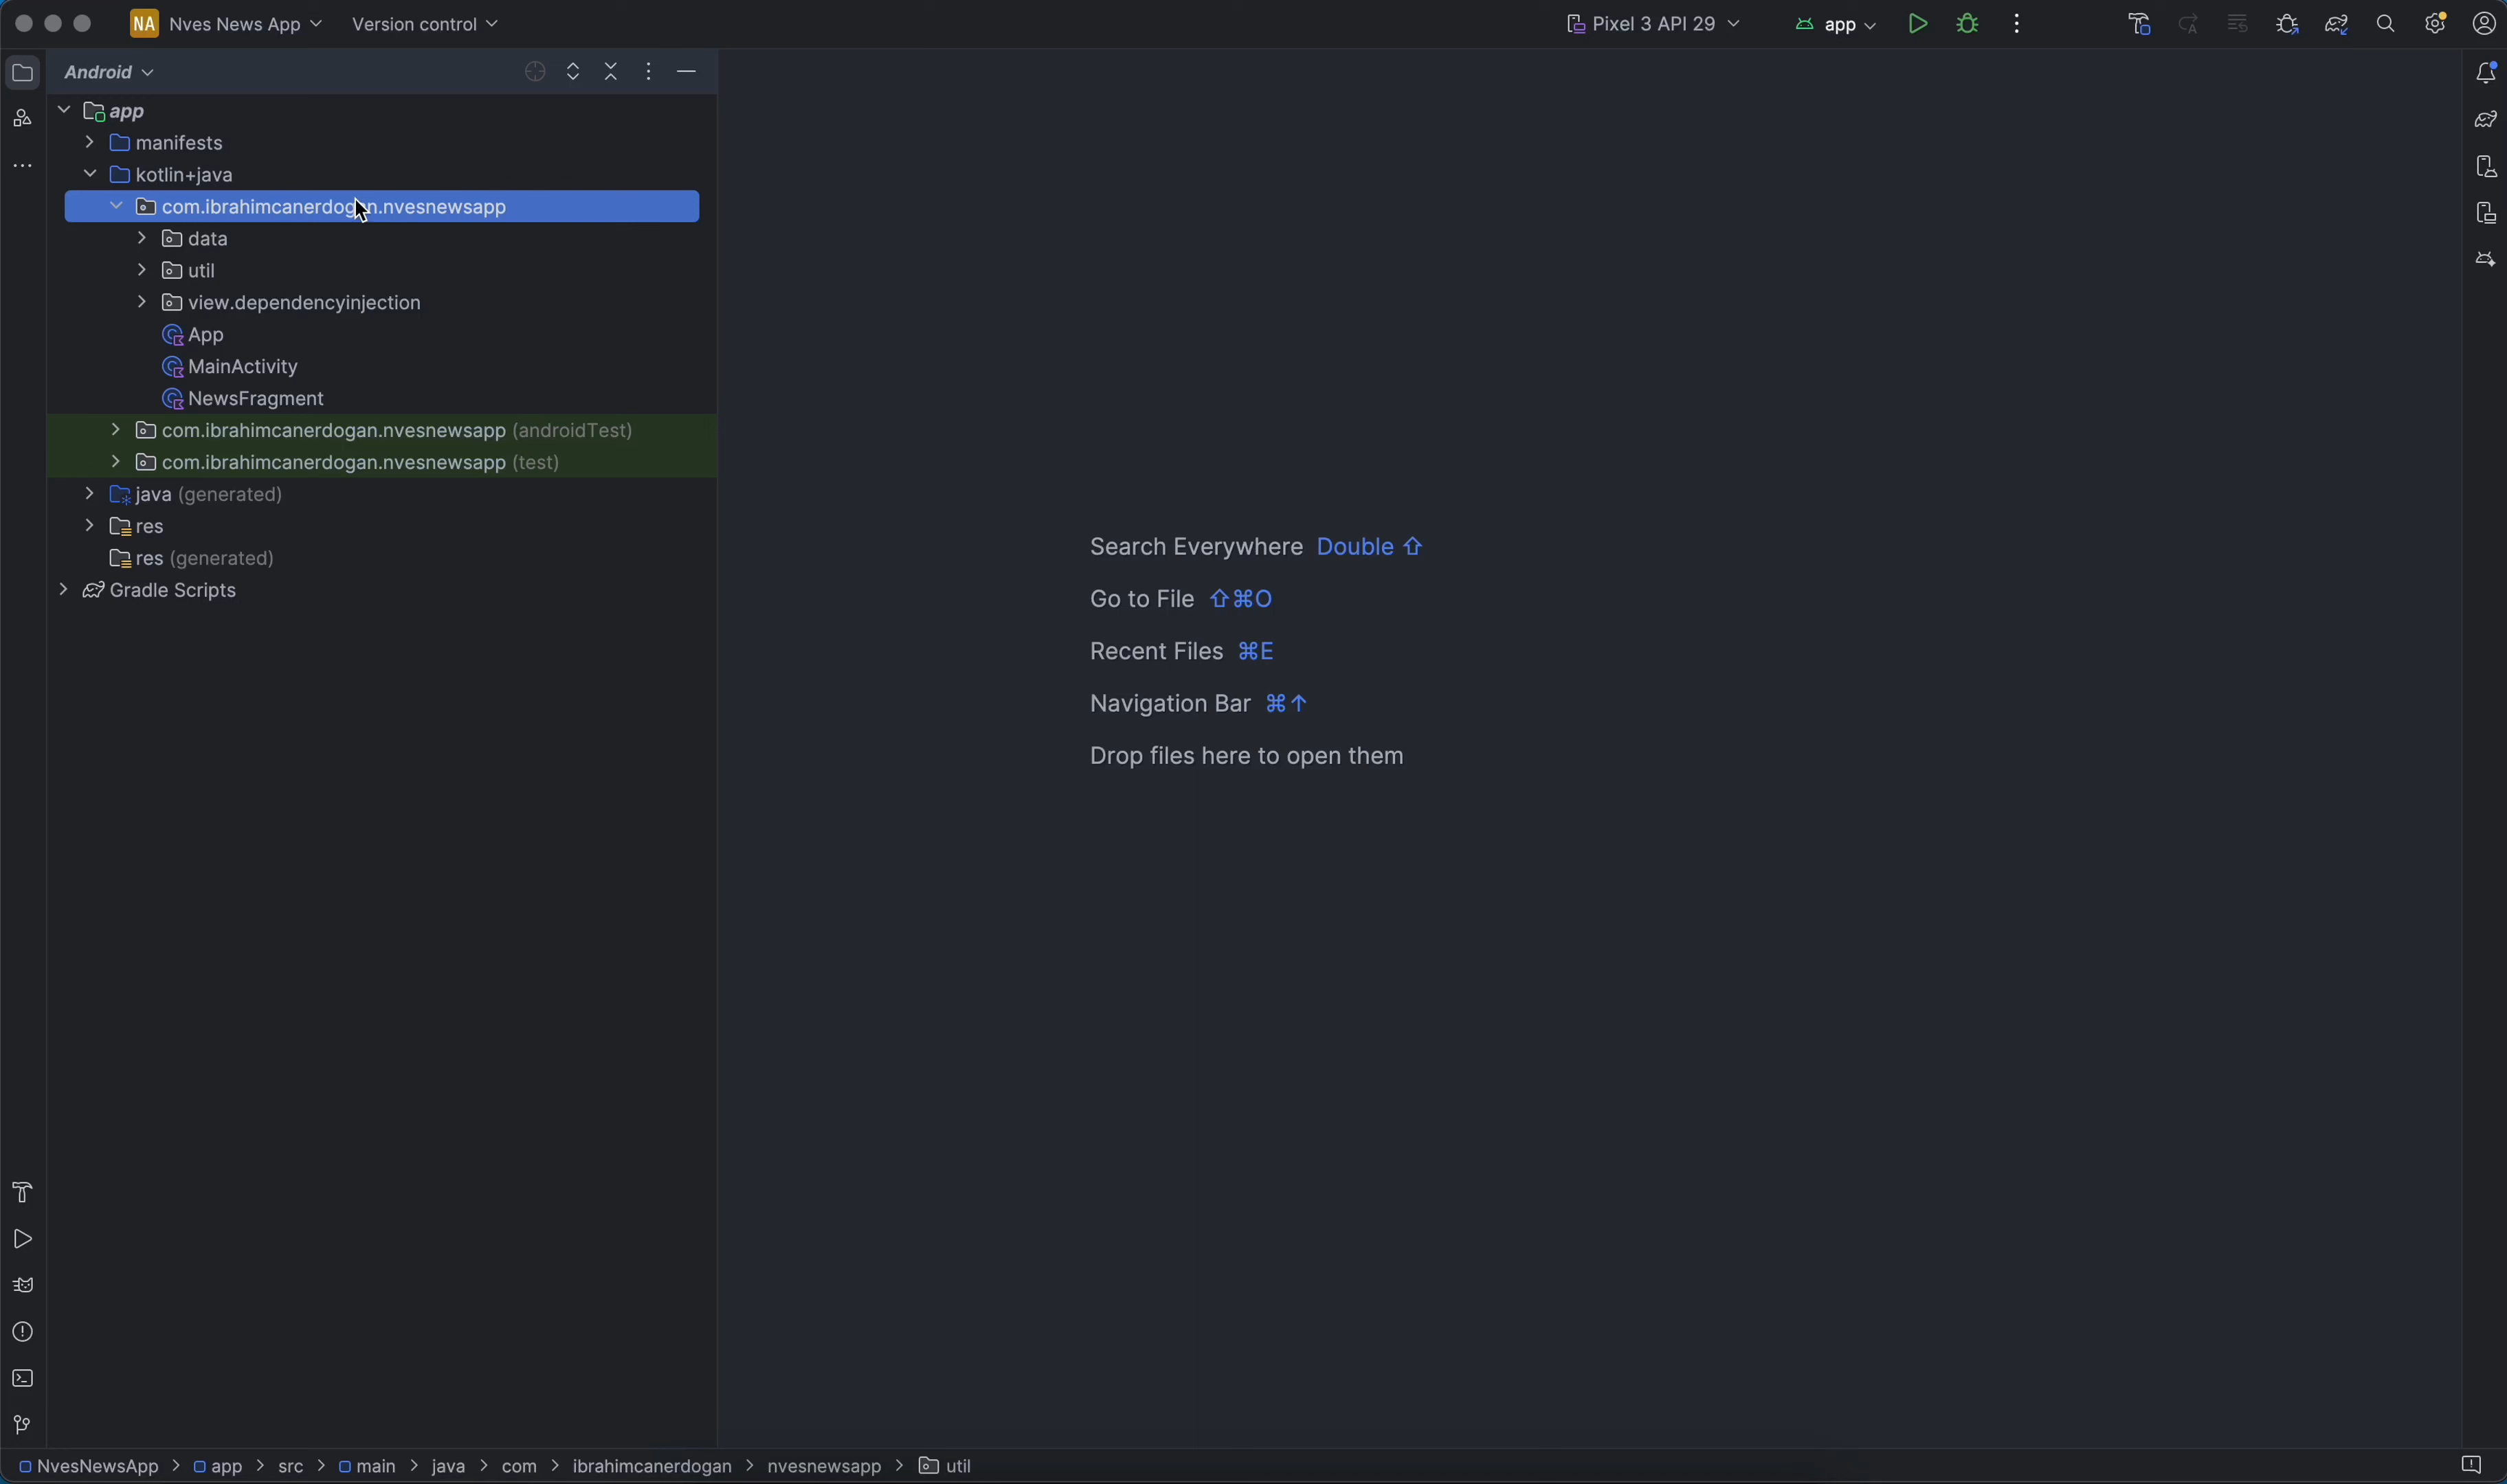 NA Nves News App Version control Pixel 3 API 29 app
Android
app
manifests
kotlin+java
com.ibrahimcanerdogan.nvesnewsapp
data
util
view.dependencyinjection
App
MainActivity
NewsFragment
com.ibrahimcanerdogan.nvesnewsapp (androidTest)
com.ibrahimcanerdogan.nvesnewsapp (test)
java (generated)
res
res (generated)
Gradle Scripts
Search Everywhere Double ⇧
Go to File ⇧⌘O
Recent Files ⌘E
Navigation Bar ⌘↑
Drop files here to open them
NvesNewsApp > app > src > main > java > com > ibrahimcanerdogan > nvesnewsapp > util